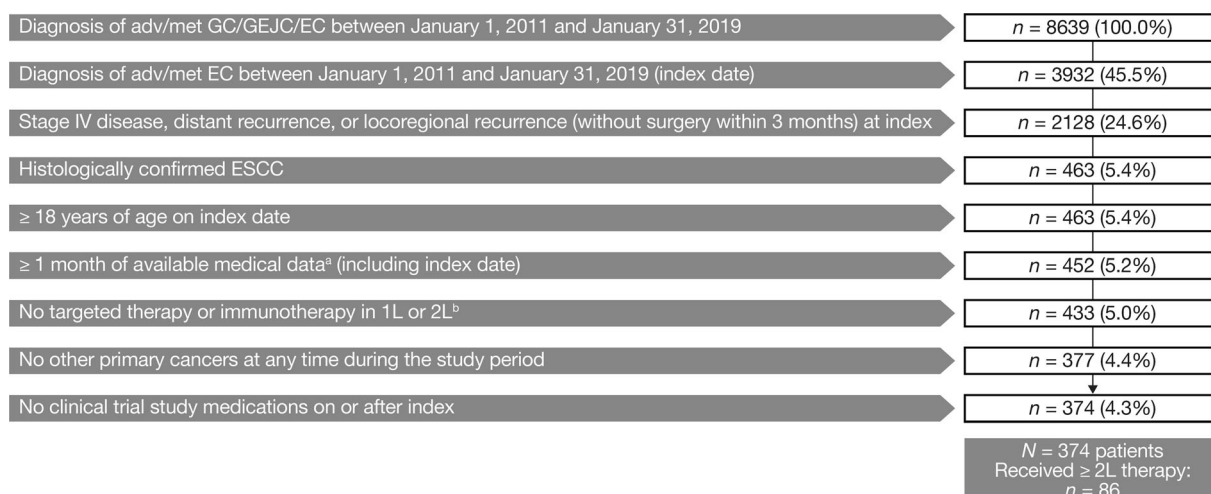 Diagnosis of adv/met GC/GEJC/EC between January 1, 2011 and January 31, 2019
n = 8639 (100.0%)
Diagnosis of adv/met EC between January 1, 2011 and January 31, 2019 (index date)
n = 3932 (45.5%)
Stage IV disease, distant recurrence, or locoregional recurrence (without surgery within 3 months) at index
n = 2128 (24.6%)
Histologically confirmed ESCC
n = 463 (5.4%)
≥ 18 years of age on index date
n = 463 (5.4%)
≥ 1 month of available medical dataᵃ (including index date)
n = 452 (5.2%)
No targeted therapy or immunotherapy in 1L or 2Lᵇ
n = 433 (5.0%)
No other primary cancers at any time during the study period
n = 377 (4.4%)
No clinical trial study medications on or after index
n = 374 (4.3%)
N = 374 patients
Received ≥ 2L therapy:
n = 86